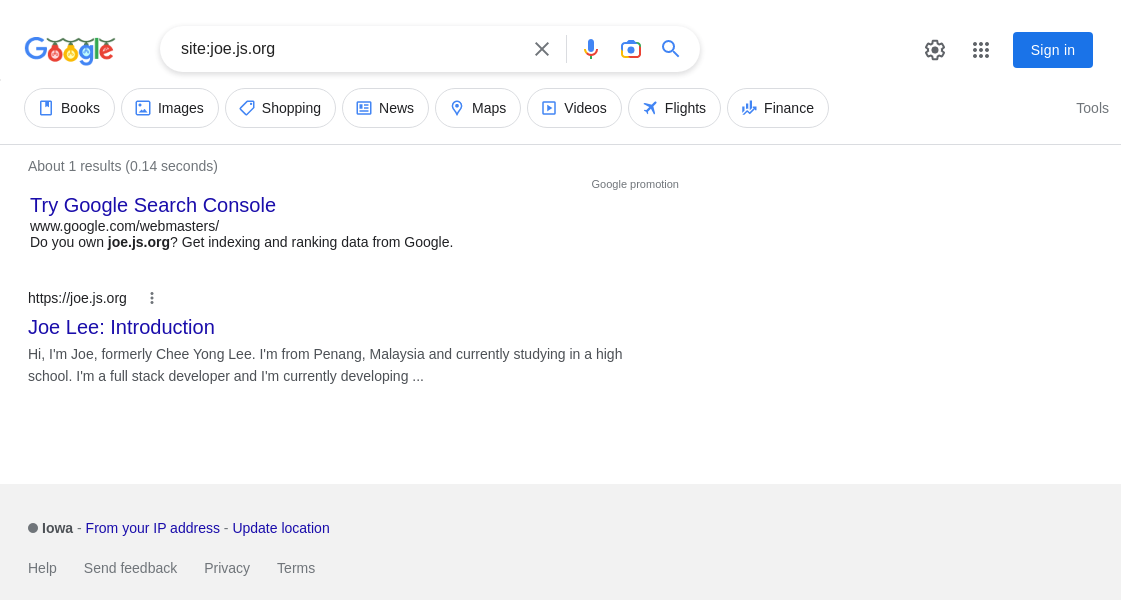 Google
site:joe.js.org
Sign in
Books Images Shopping News Maps Videos Flights Finance Tools
About 1 results (0.14 seconds)
Google promotion
Try Google Search Console
www.google.com/webmasters/
Do you own joe.js.org? Get indexing and ranking data from Google.
https://joe.js.org
Joe Lee: Introduction
Hi, I'm Joe, formerly Chee Yong Lee. I'm from Penang, Malaysia and currently studying in a high
school. I'm a full stack developer and I'm currently developing ...
Iowa - From your IP address - Update location
Help Send feedback Privacy Terms